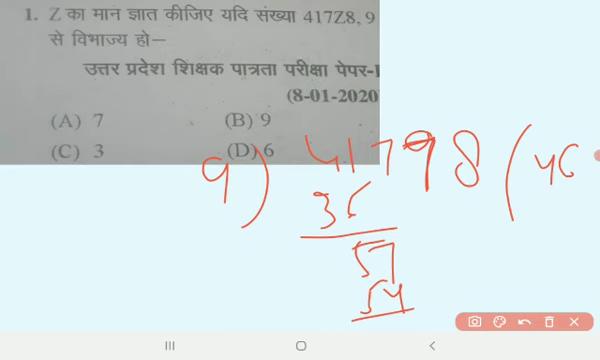 1. Z का मान ज्ञात कीजिए यदि संख्या 417Z8, 9
से विभाज्य हो—
उत्तर प्रदेश शिक्षक पात्रता परीक्षा पेपर-I
(8-01-2020
(A) 7 (B) 9
(C) 3 (D) 6
9) 41798 (46
36
57
54